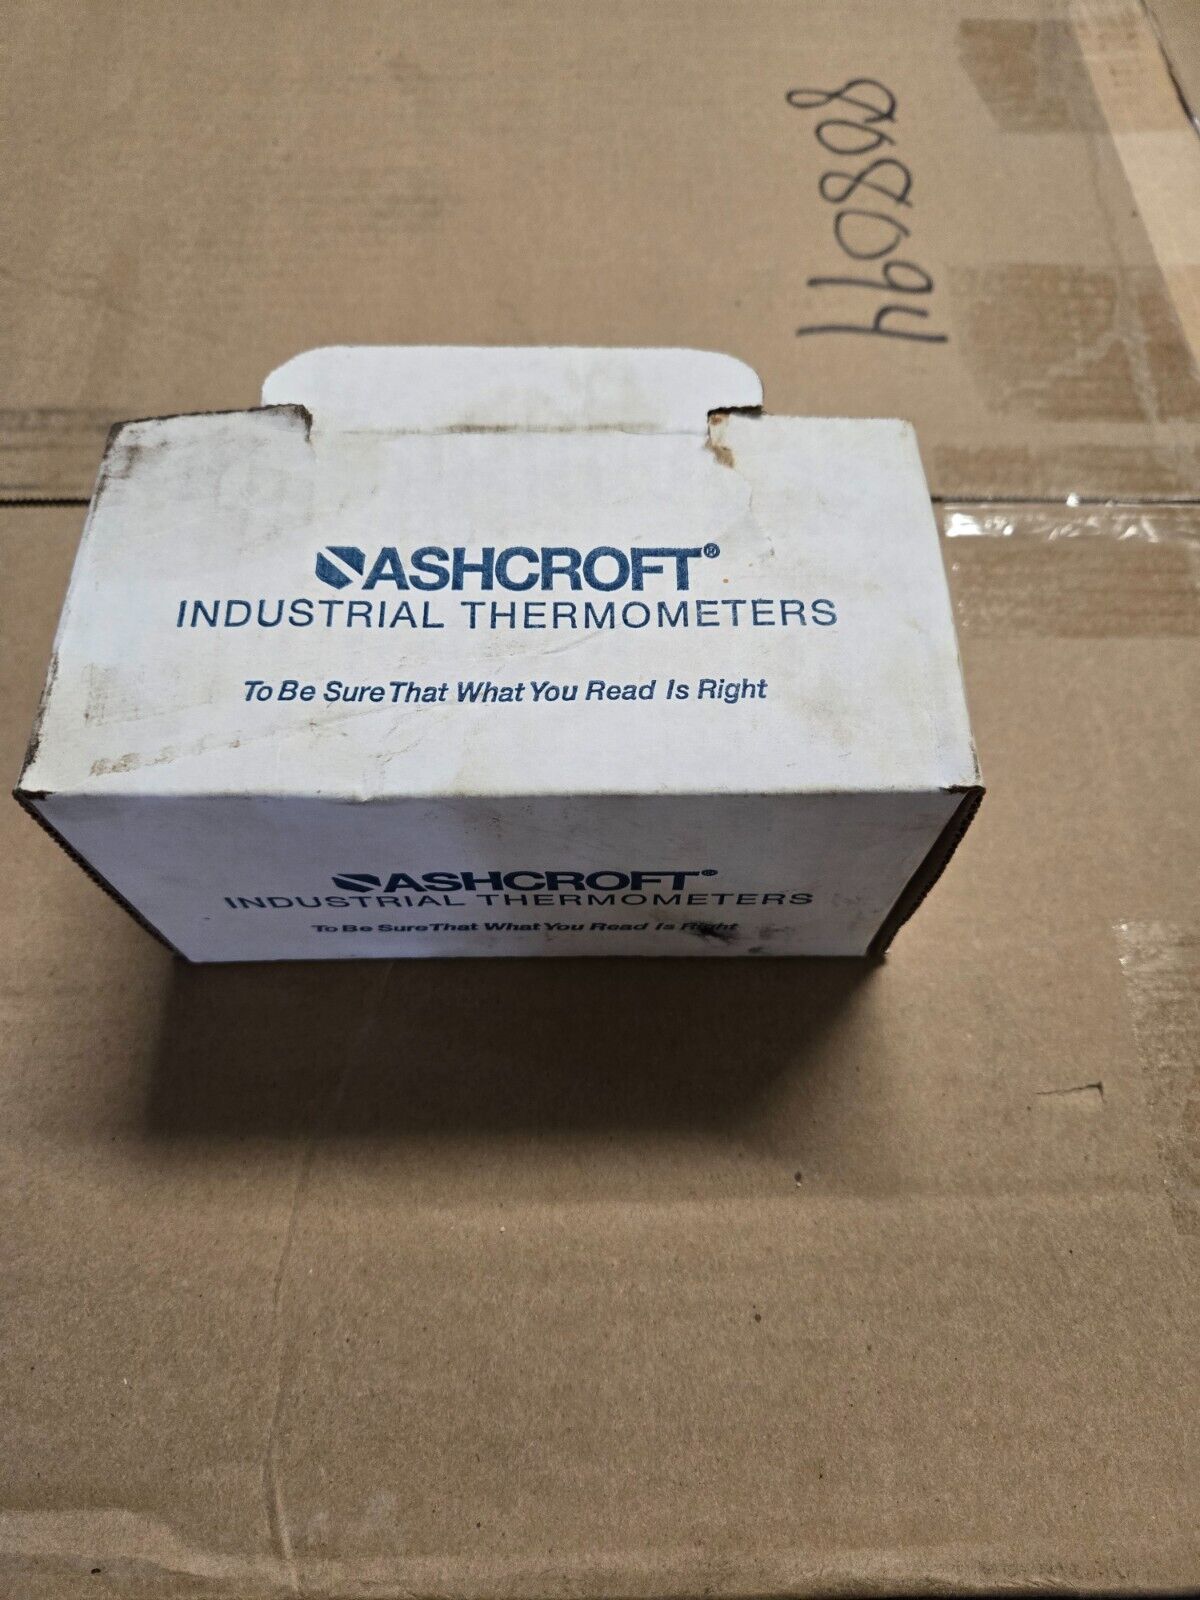 ASHCROFT®
INDUSTRIAL THERMOMETERS
To Be Sure That What You Read Is Right
ASHCROFT®
INDUSTRIAL THERMOMETERS
To Be Sure That What You Read Is Right